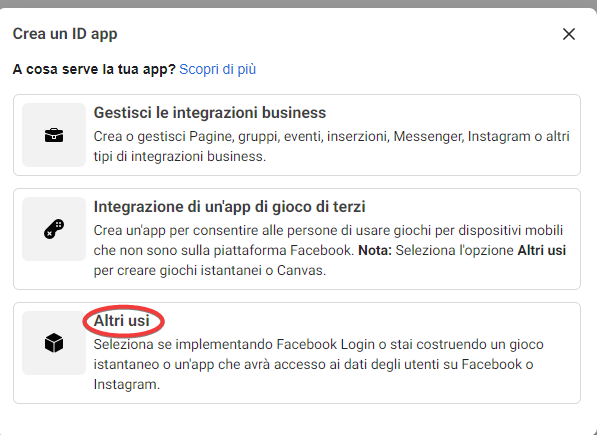 Crea un ID app
A cosa serve la tua app? Scopri di più
Gestisci le integrazioni business
Crea o gestisci Pagine, gruppi, eventi, inserzioni, Messenger, Instagram o altri
tipi di integrazioni business.
Integrazione di un'app di gioco di terzi
Crea un'app per consentire alle persone di usare giochi per dispositivi mobili
che non sono sulla piattaforma Facebook. Nota: Seleziona l'opzione Altri usi
per creare giochi istantanei o Canvas.
Altri usi
Seleziona se implementando Facebook Login o stai costruendo un gioco
istantaneo o un'app che avrà accesso ai dati degli utenti su Facebook o
Instagram.